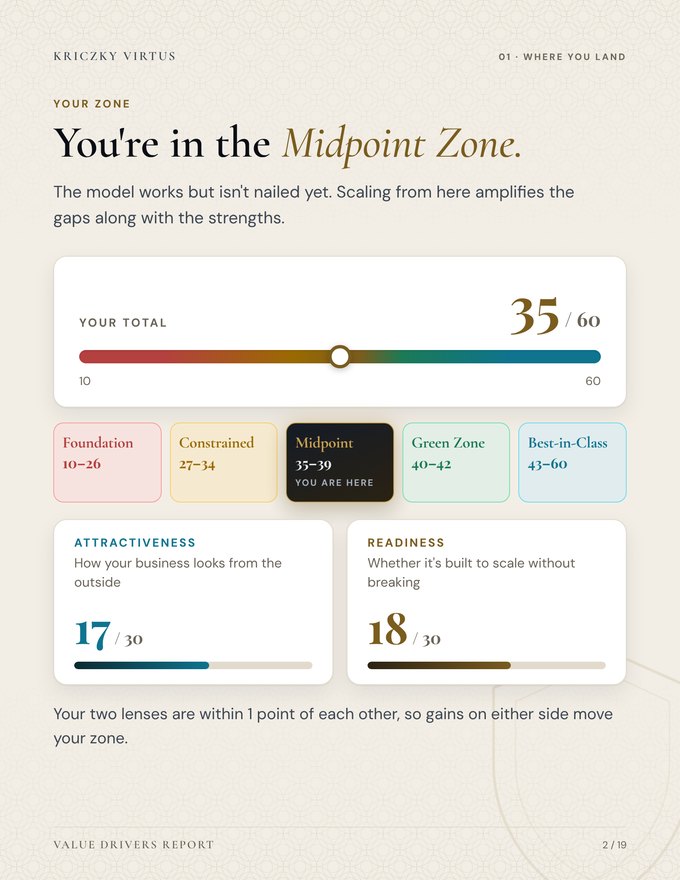 KRICZKY VIRTUS
01 · WHERE YOU LAND
YOUR ZONE
You're in the Midpoint Zone.
The model works but isn't nailed yet. Scaling from here amplifies the
gaps along with the strengths.
YOUR TOTAL
35 / 60
10
60
Foundation
10–26
Constrained
27–34
Midpoint
35–39
YOU ARE HERE
Green Zone
40–42
Best-in-Class
43–60
ATTRACTIVENESS
How your business looks from the
outside
17 / 30
READINESS
Whether it's built to scale without
breaking
18 / 30
Your two lenses are within 1 point of each other, so gains on either side move
your zone.
VALUE DRIVERS REPORT
2 / 19